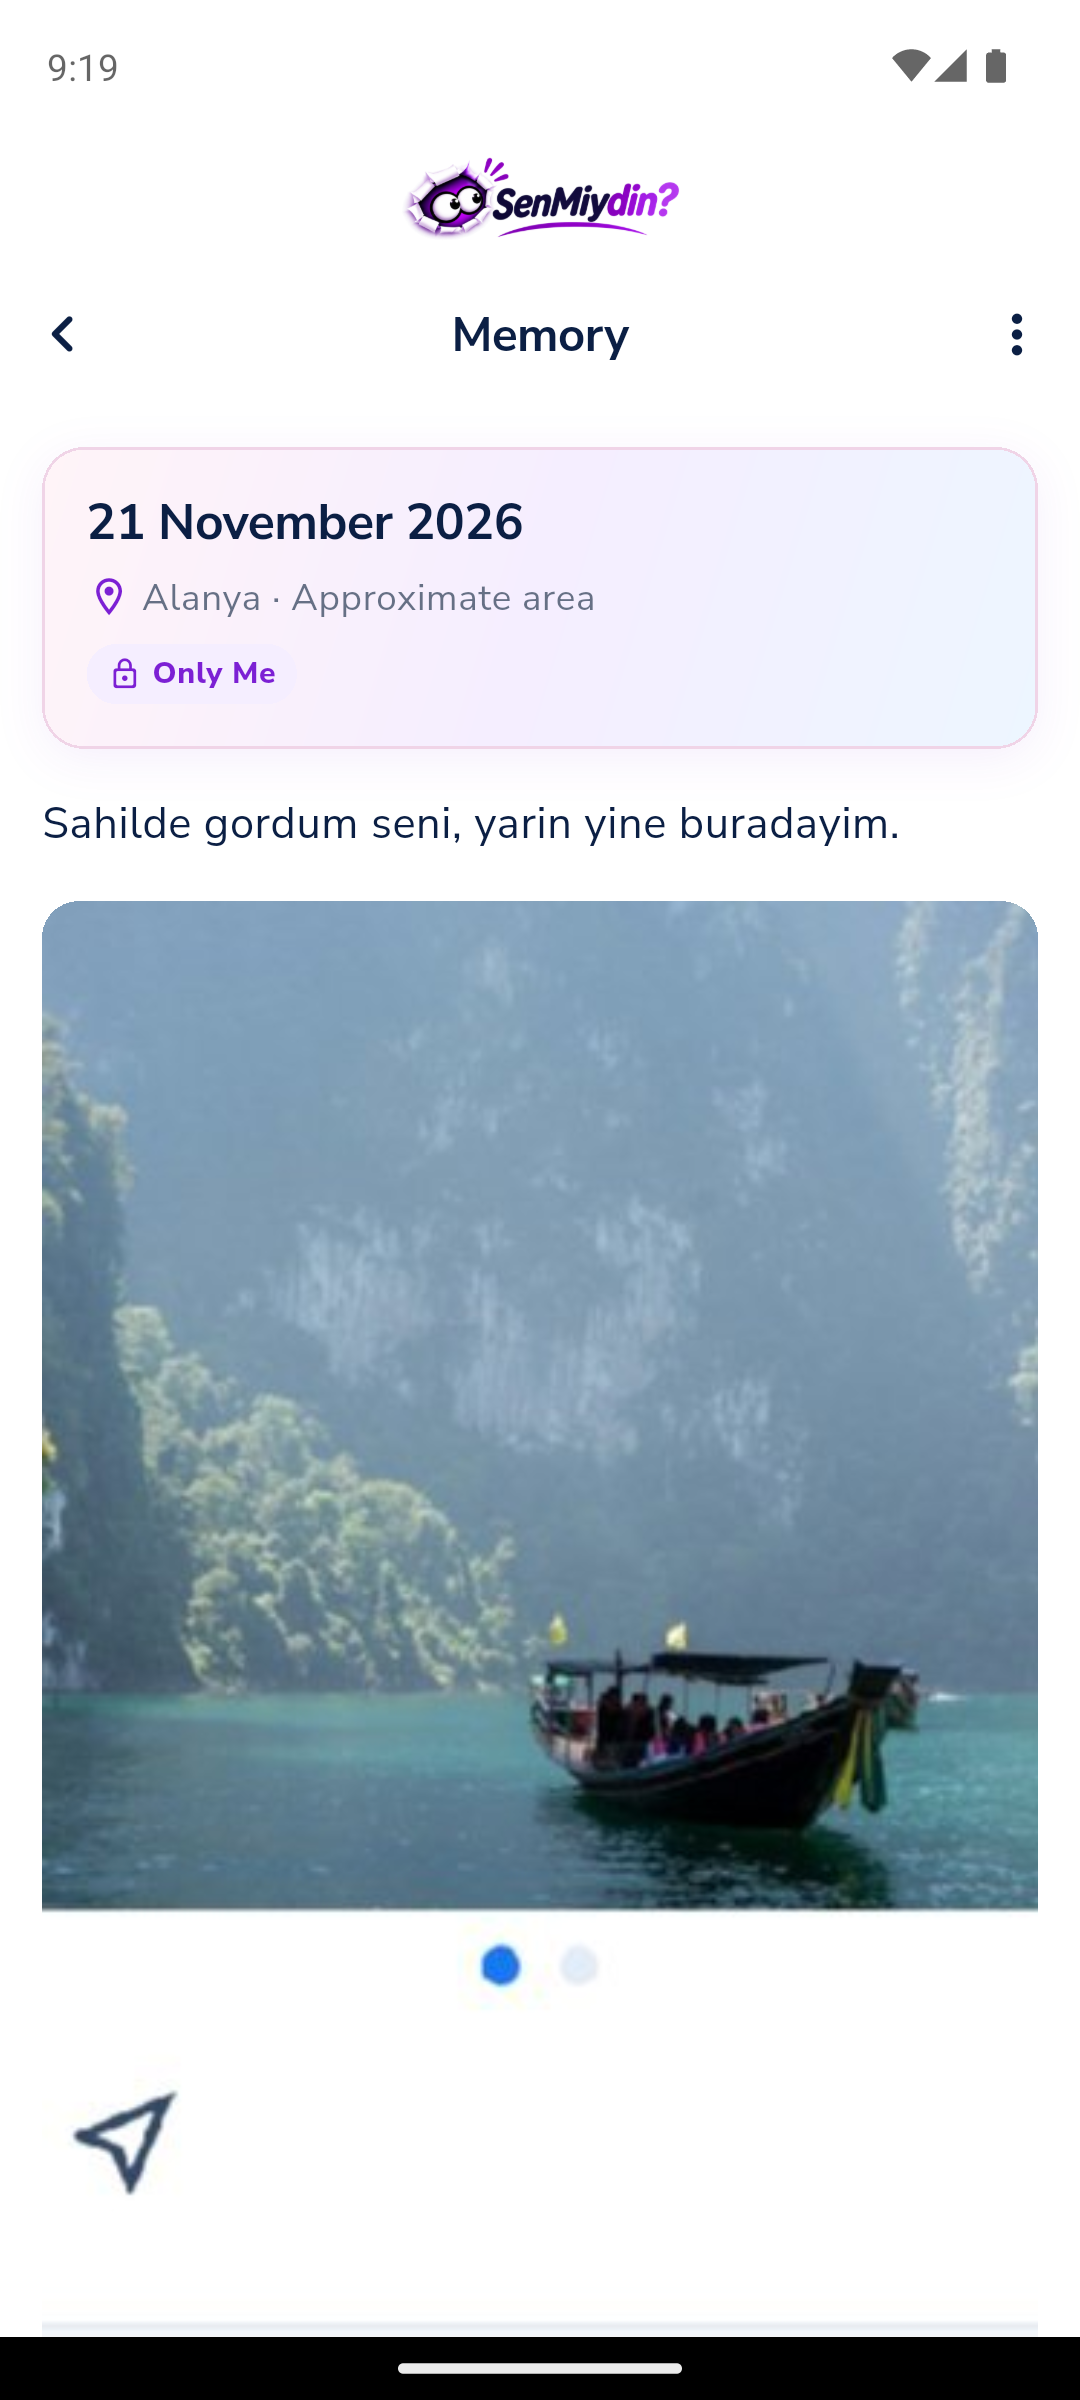 9:19
SenMiydin?
Memory
21 November 2026
Alanya · Approximate area
Only Me
Sahilde gordum seni, yarin yine buradayim.